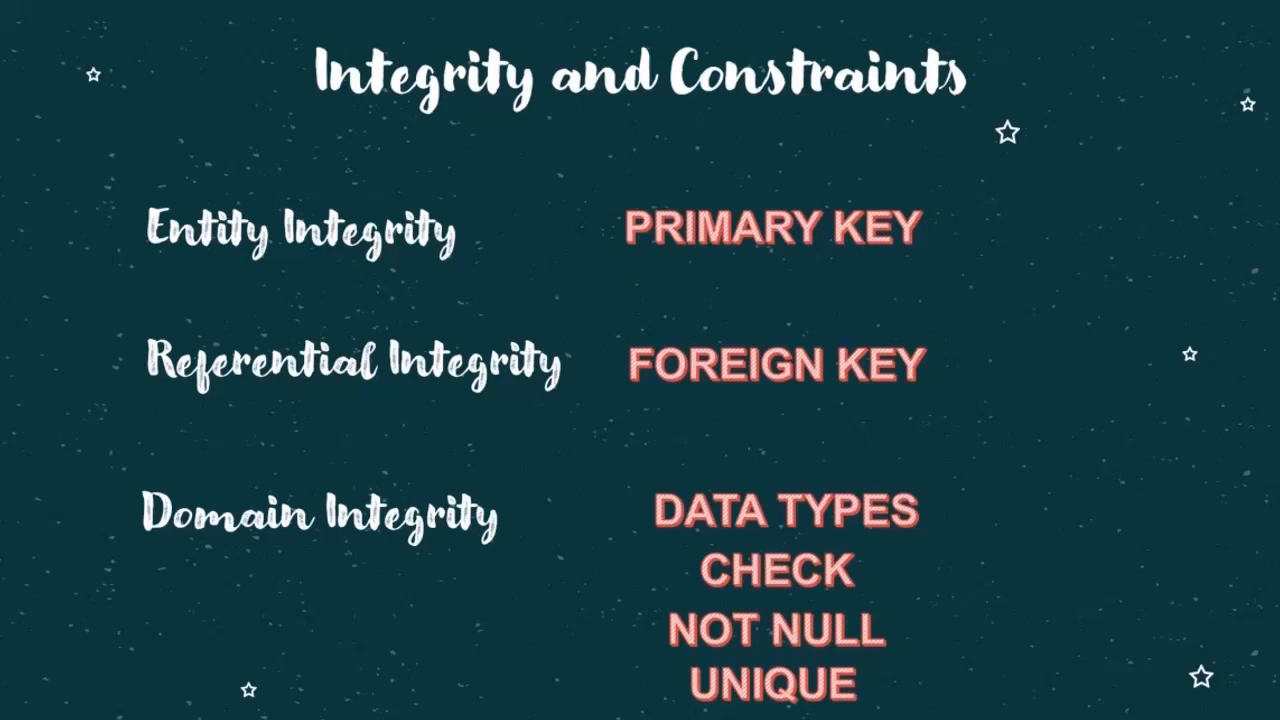 Integrity and Constraints
Entity Integrity PRIMARY KEY
Referential Integrity FOREIGN KEY
Domain Integrity DATA TYPES
CHECK
NOT NULL
UNIQUE